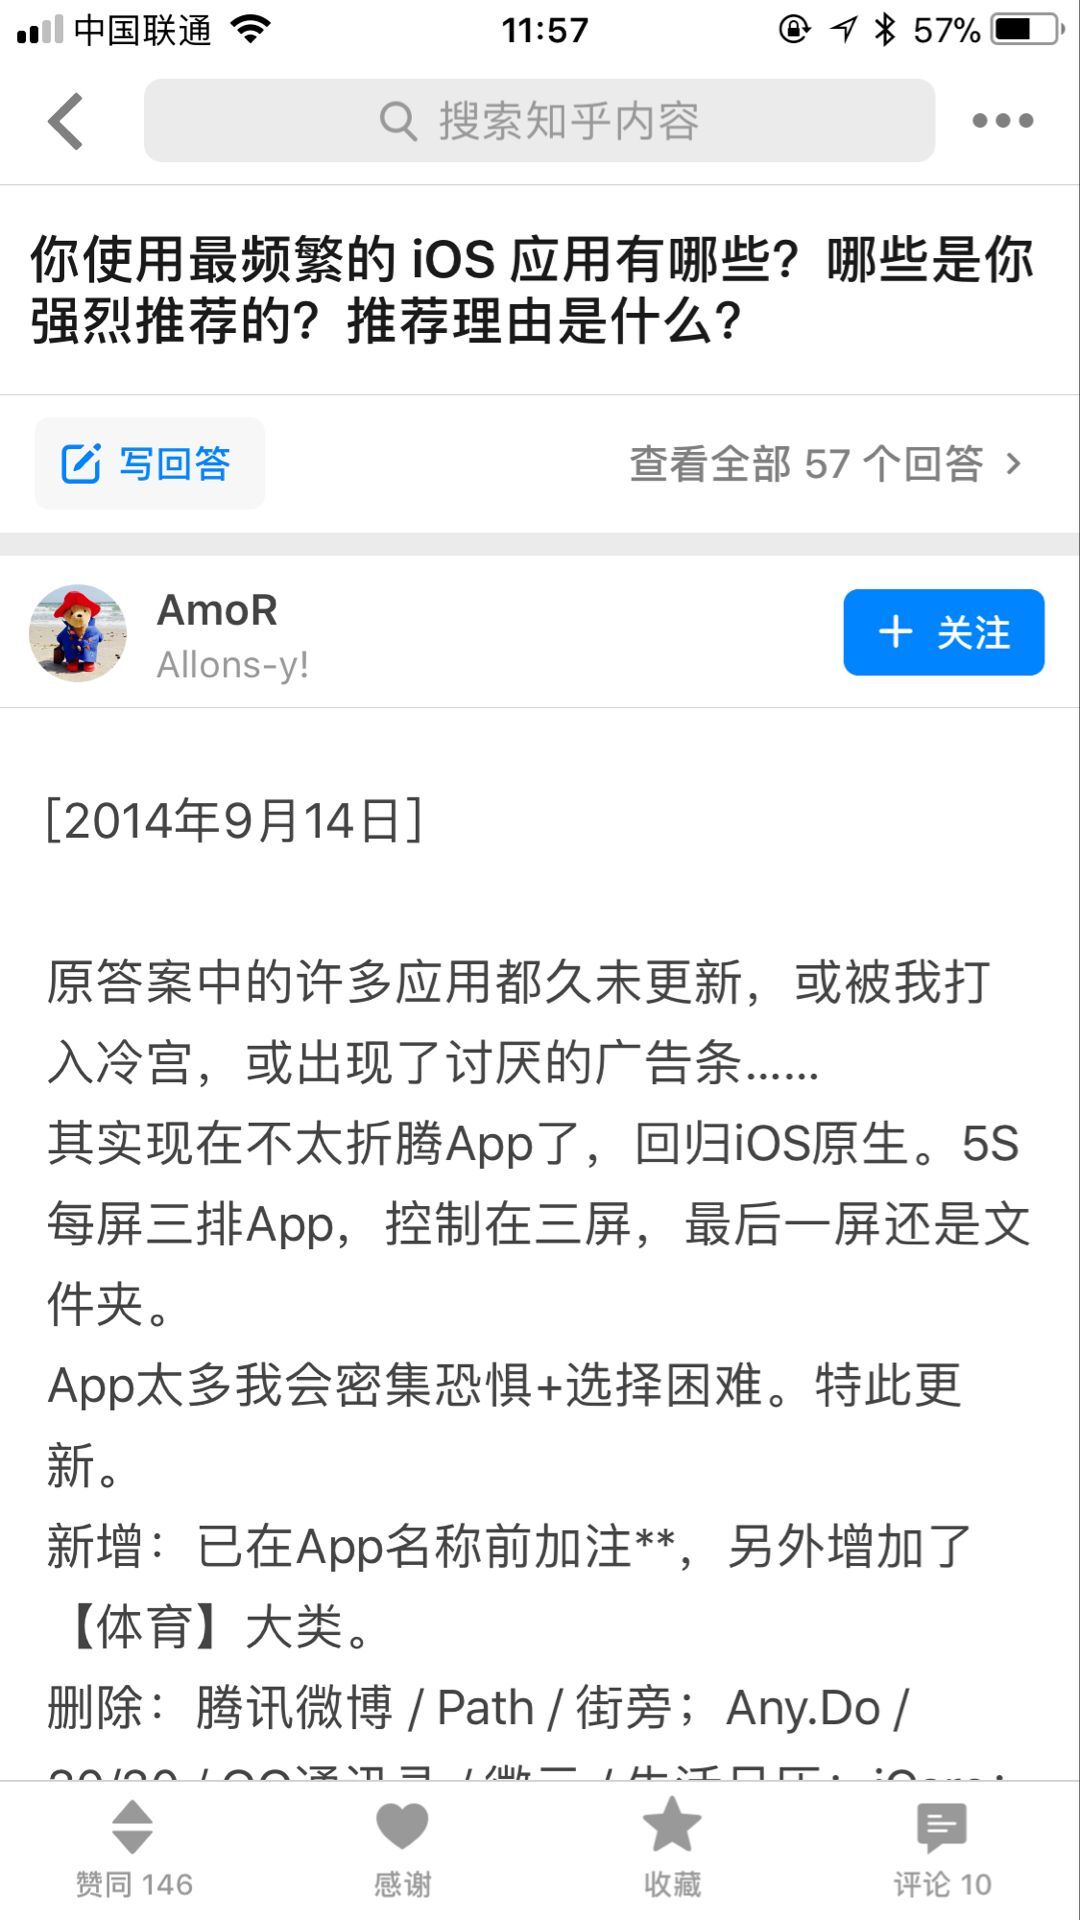 中国联通
11:57
57%
搜索知乎内容
你使用最频繁的 iOS 应用有哪些？哪些是你
强烈推荐的？推荐理由是什么？
写回答
查看全部 57 个回答
AmoR
Allons-y!
关注
[2014年9月14日]
原答案中的许多应用都久未更新，或被我打
入冷宫，或出现了讨厌的广告条……
其实现在不太折腾App了，回归iOS原生。5S
每屏三排App，控制在三屏，最后一屏还是文
件夹。
App太多我会密集恐惧+选择困难。特此更
新。
新增：已在App名称前加注**，另外增加了
【体育】大类。
删除：腾讯微博 / Path / 街旁；Any.Do /
赞同 146
感谢
收藏
评论 10